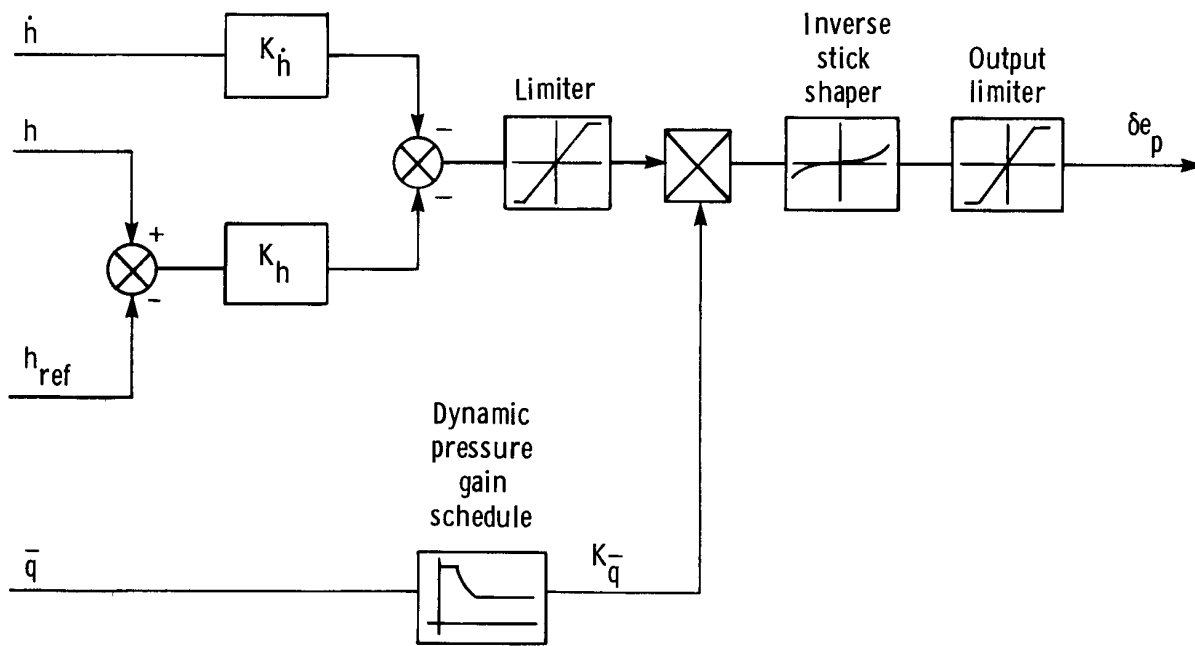 ḣ
K_ḣ
h
+
−
K_h
h_ref
−
−
Limiter
Inverse
stick
shaper
Output
limiter
δe_p
Dynamic
pressure
gain
schedule
q̄
K_q̄